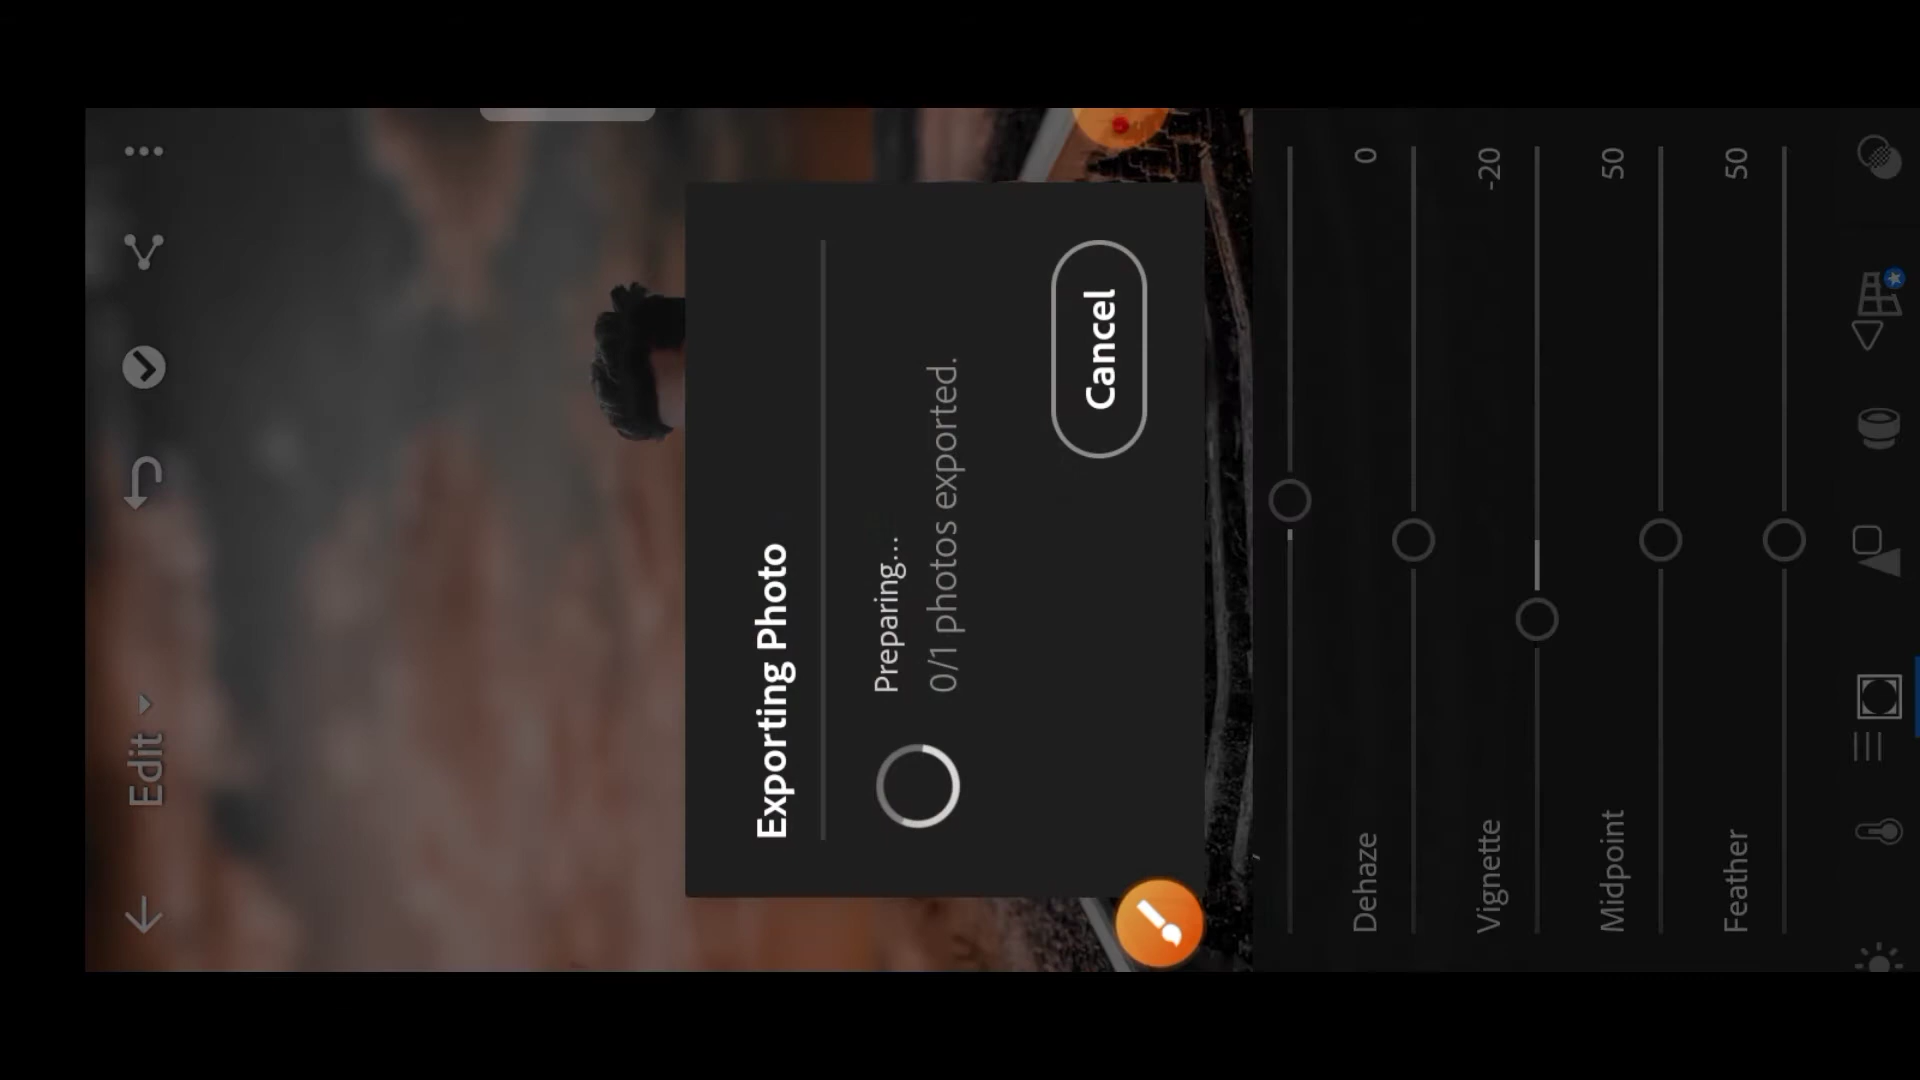 Edit
Exporting Photo
Preparing...
0/1 photos exported.
Cancel
Dehaze 0
Vignette -20
Midpoint 50
Feather 50